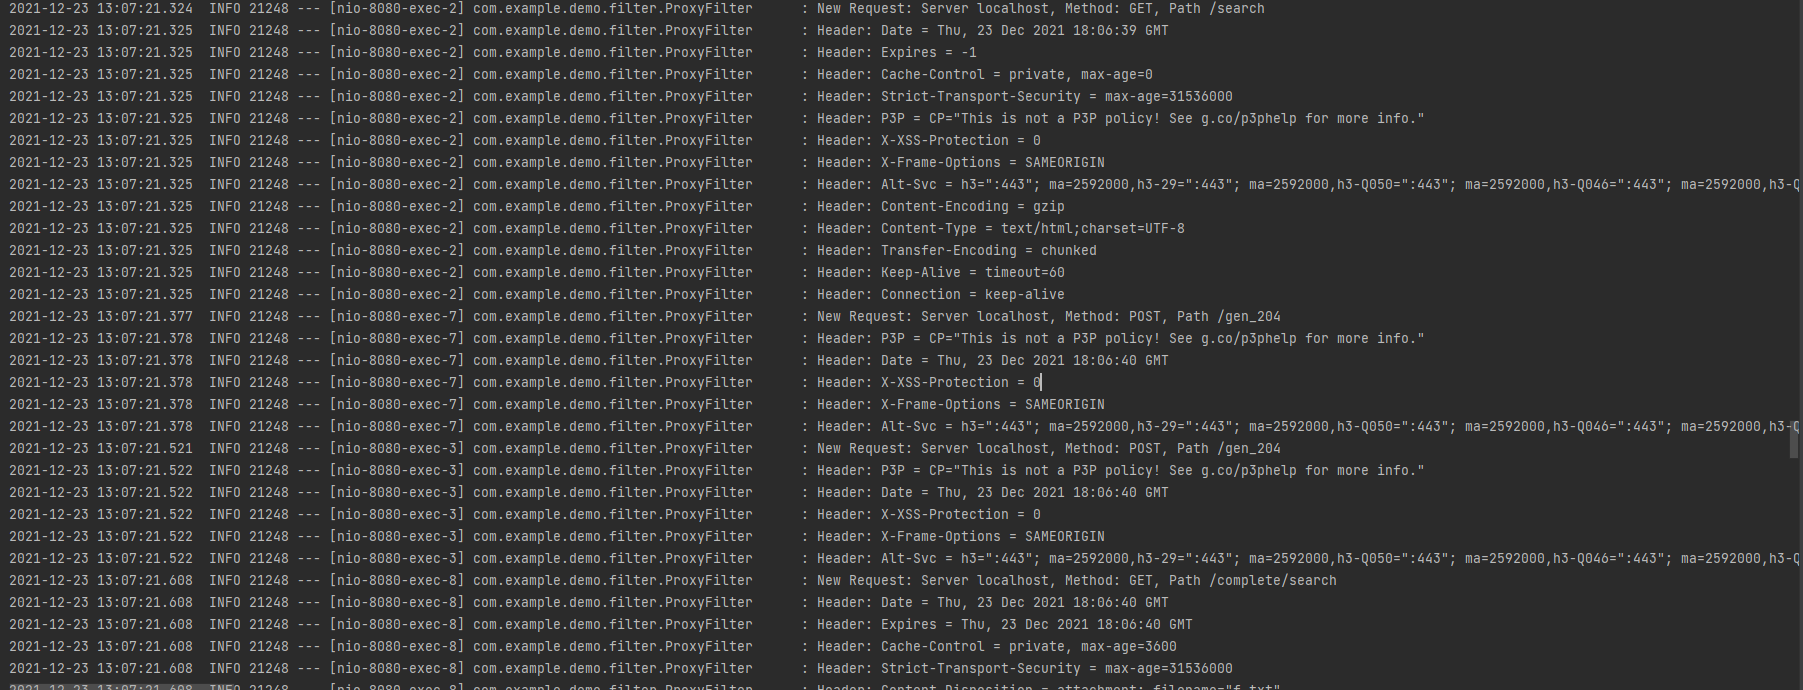 2021-12-23 13:07:21.324  INFO 21248 --- [nio-8080-exec-2] com.example.demo.filter.ProxyFilter      : New Request: Server localhost, Method: GET, Path /search
2021-12-23 13:07:21.325  INFO 21248 --- [nio-8080-exec-2] com.example.demo.filter.ProxyFilter      : Header: Date = Thu, 23 Dec 2021 18:06:39 GMT
2021-12-23 13:07:21.325  INFO 21248 --- [nio-8080-exec-2] com.example.demo.filter.ProxyFilter      : Header: Expires = -1
2021-12-23 13:07:21.325  INFO 21248 --- [nio-8080-exec-2] com.example.demo.filter.ProxyFilter      : Header: Cache-Control = private, max-age=0
2021-12-23 13:07:21.325  INFO 21248 --- [nio-8080-exec-2] com.example.demo.filter.ProxyFilter      : Header: Strict-Transport-Security = max-age=31536000
2021-12-23 13:07:21.325  INFO 21248 --- [nio-8080-exec-2] com.example.demo.filter.ProxyFilter      : Header: P3P = CP="This is not a P3P policy! See g.co/p3phelp for more info."
2021-12-23 13:07:21.325  INFO 21248 --- [nio-8080-exec-2] com.example.demo.filter.ProxyFilter      : Header: X-XSS-Protection = 0
2021-12-23 13:07:21.325  INFO 21248 --- [nio-8080-exec-2] com.example.demo.filter.ProxyFilter      : Header: X-Frame-Options = SAMEORIGIN
2021-12-23 13:07:21.325  INFO 21248 --- [nio-8080-exec-2] com.example.demo.filter.ProxyFilter      : Header: Alt-Svc = h3=":443"; ma=2592000,h3-29=":443"; ma=2592000,h3-Q050=":443"; ma=2592000,h3-Q046=":443"; ma=2592000,h3-Q
2021-12-23 13:07:21.325  INFO 21248 --- [nio-8080-exec-2] com.example.demo.filter.ProxyFilter      : Header: Content-Encoding = gzip
2021-12-23 13:07:21.325  INFO 21248 --- [nio-8080-exec-2] com.example.demo.filter.ProxyFilter      : Header: Content-Type = text/html;charset=UTF-8
2021-12-23 13:07:21.325  INFO 21248 --- [nio-8080-exec-2] com.example.demo.filter.ProxyFilter      : Header: Transfer-Encoding = chunked
2021-12-23 13:07:21.325  INFO 21248 --- [nio-8080-exec-2] com.example.demo.filter.ProxyFilter      : Header: Keep-Alive = timeout=60
2021-12-23 13:07:21.325  INFO 21248 --- [nio-8080-exec-2] com.example.demo.filter.ProxyFilter      : Header: Connection = keep-alive
2021-12-23 13:07:21.377  INFO 21248 --- [nio-8080-exec-7] com.example.demo.filter.ProxyFilter      : New Request: Server localhost, Method: POST, Path /gen_204
2021-12-23 13:07:21.378  INFO 21248 --- [nio-8080-exec-7] com.example.demo.filter.ProxyFilter      : Header: P3P = CP="This is not a P3P policy! See g.co/p3phelp for more info."
2021-12-23 13:07:21.378  INFO 21248 --- [nio-8080-exec-7] com.example.demo.filter.ProxyFilter      : Header: Date = Thu, 23 Dec 2021 18:06:40 GMT
2021-12-23 13:07:21.378  INFO 21248 --- [nio-8080-exec-7] com.example.demo.filter.ProxyFilter      : Header: X-XSS-Protection = 0
2021-12-23 13:07:21.378  INFO 21248 --- [nio-8080-exec-7] com.example.demo.filter.ProxyFilter      : Header: X-Frame-Options = SAMEORIGIN
2021-12-23 13:07:21.378  INFO 21248 --- [nio-8080-exec-7] com.example.demo.filter.ProxyFilter      : Header: Alt-Svc = h3=":443"; ma=2592000,h3-29=":443"; ma=2592000,h3-Q050=":443"; ma=2592000,h3-Q046=":443"; ma=2592000,h3-Q
2021-12-23 13:07:21.521  INFO 21248 --- [nio-8080-exec-3] com.example.demo.filter.ProxyFilter      : New Request: Server localhost, Method: POST, Path /gen_204
2021-12-23 13:07:21.522  INFO 21248 --- [nio-8080-exec-3] com.example.demo.filter.ProxyFilter      : Header: P3P = CP="This is not a P3P policy! See g.co/p3phelp for more info."
2021-12-23 13:07:21.522  INFO 21248 --- [nio-8080-exec-3] com.example.demo.filter.ProxyFilter      : Header: Date = Thu, 23 Dec 2021 18:06:40 GMT
2021-12-23 13:07:21.522  INFO 21248 --- [nio-8080-exec-3] com.example.demo.filter.ProxyFilter      : Header: X-XSS-Protection = 0
2021-12-23 13:07:21.522  INFO 21248 --- [nio-8080-exec-3] com.example.demo.filter.ProxyFilter      : Header: X-Frame-Options = SAMEORIGIN
2021-12-23 13:07:21.522  INFO 21248 --- [nio-8080-exec-3] com.example.demo.filter.ProxyFilter      : Header: Alt-Svc = h3=":443"; ma=2592000,h3-29=":443"; ma=2592000,h3-Q050=":443"; ma=2592000,h3-Q046=":443"; ma=2592000,h3-Q
2021-12-23 13:07:21.608  INFO 21248 --- [nio-8080-exec-8] com.example.demo.filter.ProxyFilter      : New Request: Server localhost, Method: GET, Path /complete/search
2021-12-23 13:07:21.608  INFO 21248 --- [nio-8080-exec-8] com.example.demo.filter.ProxyFilter      : Header: Date = Thu, 23 Dec 2021 18:06:40 GMT
2021-12-23 13:07:21.608  INFO 21248 --- [nio-8080-exec-8] com.example.demo.filter.ProxyFilter      : Header: Expires = Thu, 23 Dec 2021 18:06:40 GMT
2021-12-23 13:07:21.608  INFO 21248 --- [nio-8080-exec-8] com.example.demo.filter.ProxyFilter      : Header: Cache-Control = private, max-age=3600
2021-12-23 13:07:21.608  INFO 21248 --- [nio-8080-exec-8] com.example.demo.filter.ProxyFilter      : Header: Strict-Transport-Security = max-age=31536000
2021-12-23 13:07:21.608  INFO 21248 --- [nio-8080-exec-8] com.example.demo.filter.ProxyFilter      : Header: Content-Disposition = attachment; filename="f.txt"